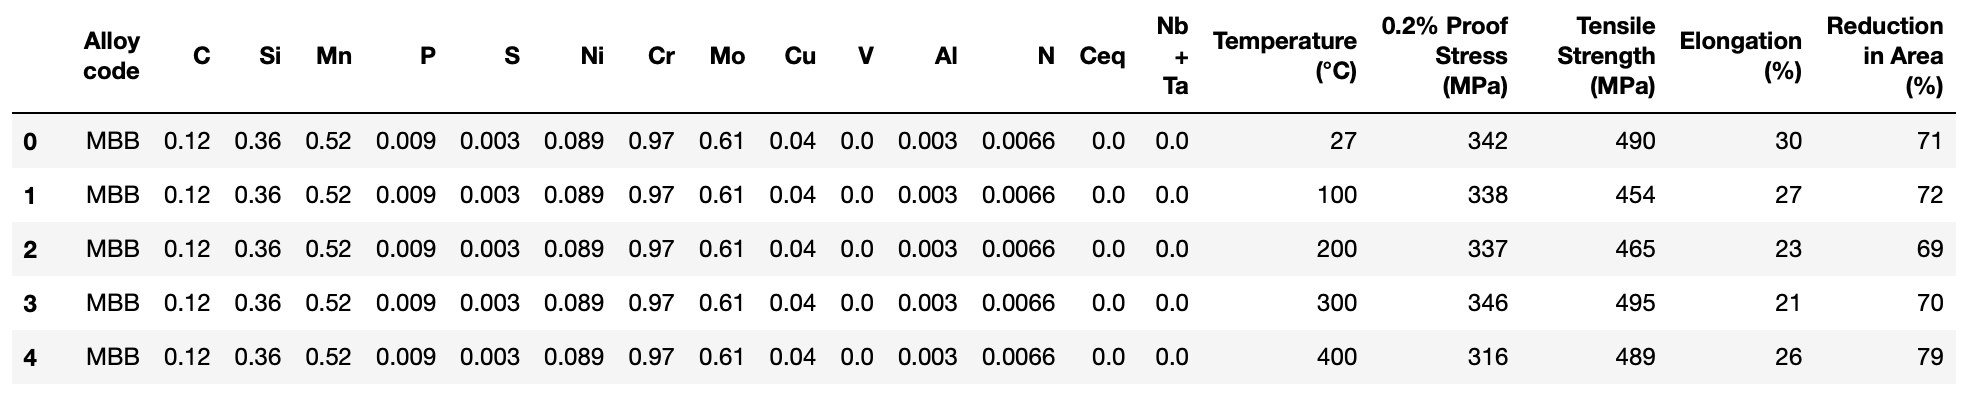 Alloy code C Si Mn P S Ni Cr Mo Cu V Al N Ceq Nb + Ta Temperature (°C) 0.2% Proof Stress (MPa) Tensile Strength (MPa) Elongation (%) Reduction in Area (%)
0 MBB 0.12 0.36 0.52 0.009 0.003 0.089 0.97 0.61 0.04 0.0 0.003 0.0066 0.0 0.0 27 342 490 30 71
1 MBB 0.12 0.36 0.52 0.009 0.003 0.089 0.97 0.61 0.04 0.0 0.003 0.0066 0.0 0.0 100 338 454 27 72
2 MBB 0.12 0.36 0.52 0.009 0.003 0.089 0.97 0.61 0.04 0.0 0.003 0.0066 0.0 0.0 200 337 465 23 69
3 MBB 0.12 0.36 0.52 0.009 0.003 0.089 0.97 0.61 0.04 0.0 0.003 0.0066 0.0 0.0 300 346 495 21 70
4 MBB 0.12 0.36 0.52 0.009 0.003 0.089 0.97 0.61 0.04 0.0 0.003 0.0066 0.0 0.0 400 316 489 26 79